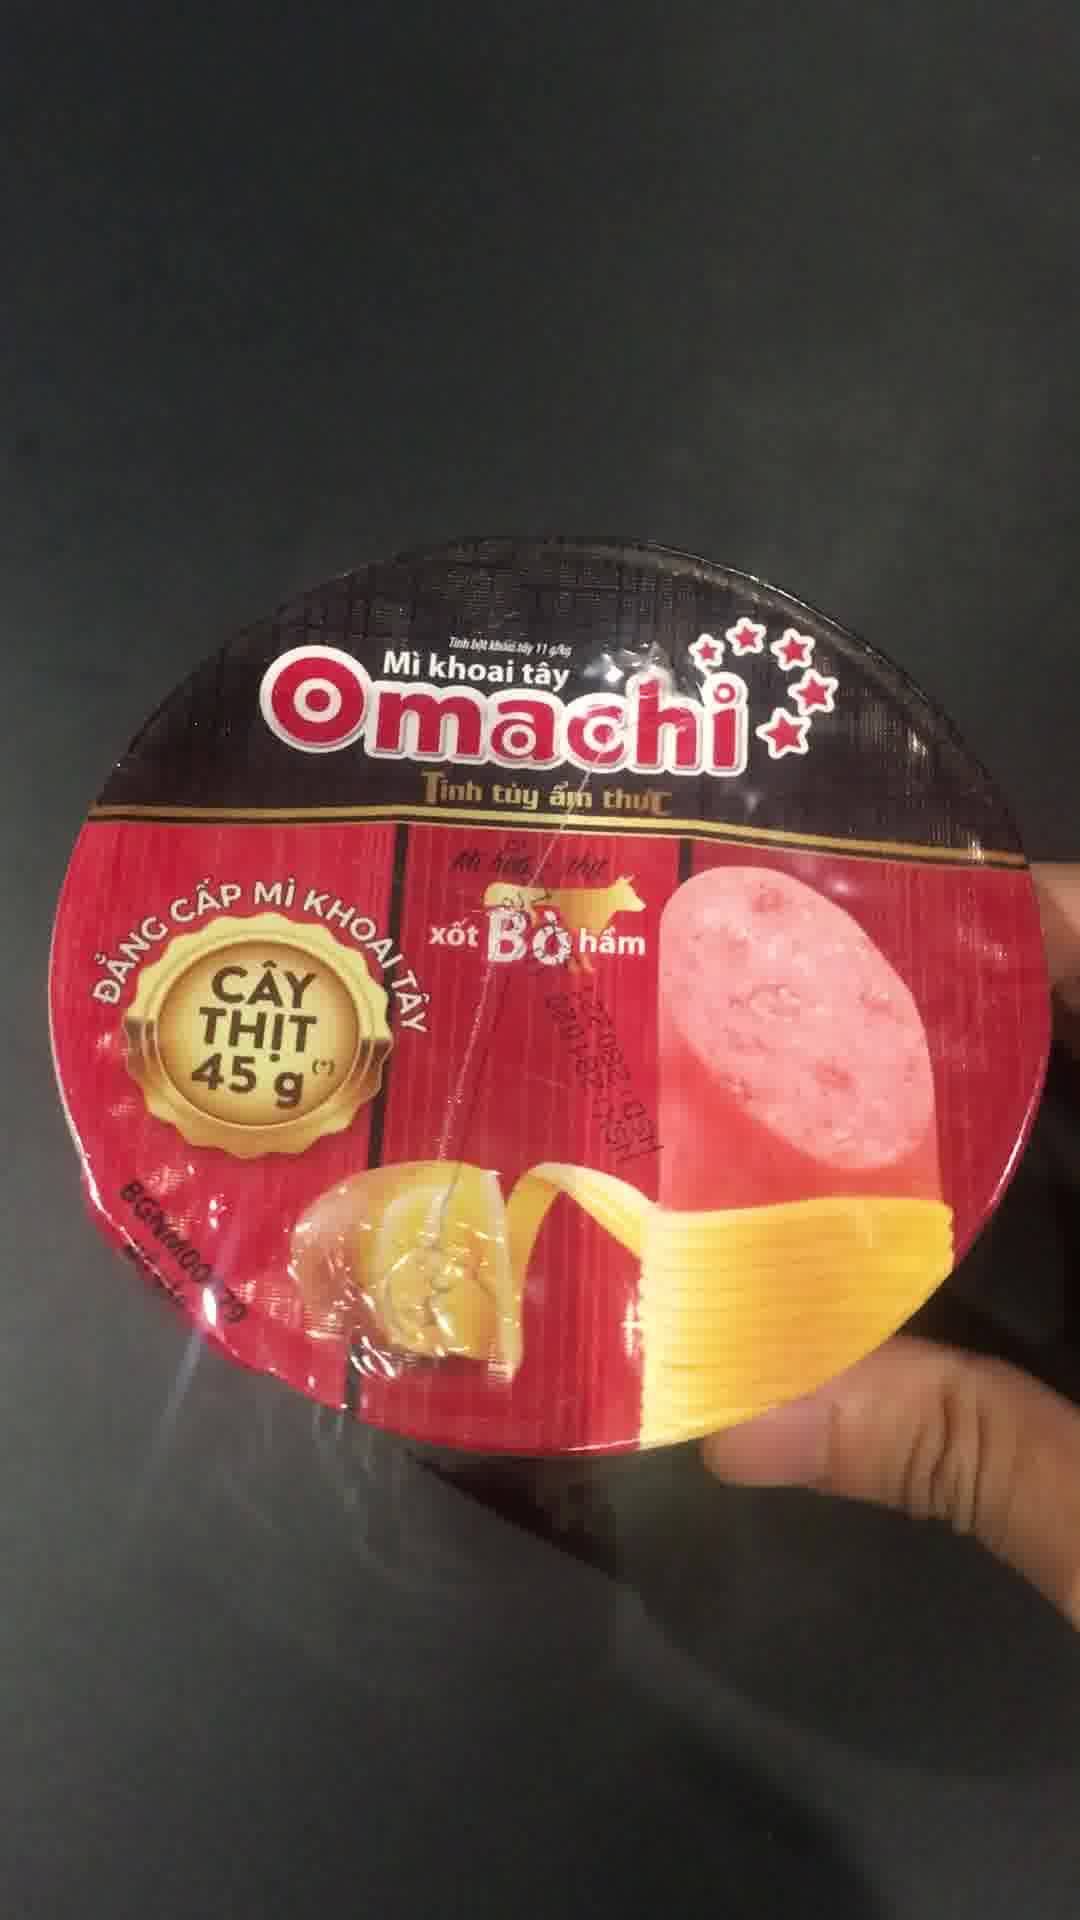 Tinh bột khoai tây 11 g/kg
Mì khoai tây
Omachi
Tinh túy ẩm thực
xốt Bò hầm
ĐẲNG CẤP MÌ KHOAI TÂY
CÂY
THỊT
45 g (*)